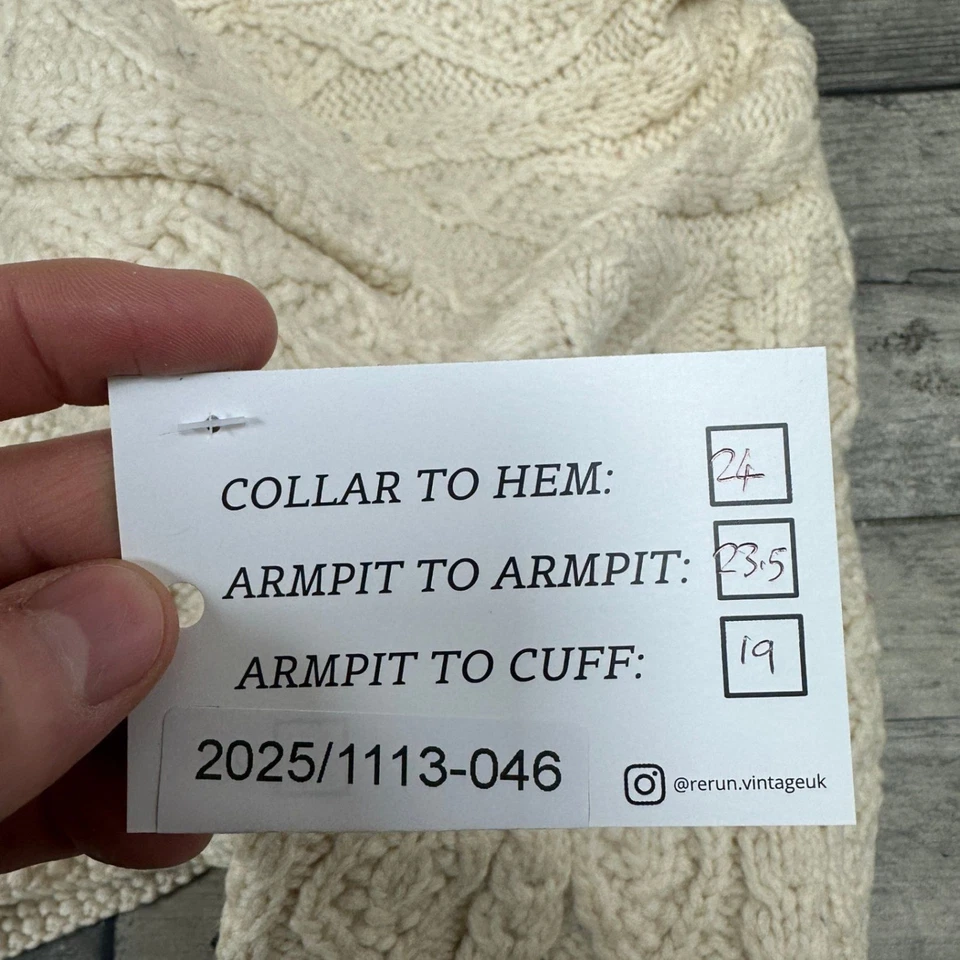 COLLAR TO HEM: 24
ARMPIT TO ARMPIT: 23.5
ARMPIT TO CUFF: 19
2025/1113-046
@rerun.vintageuk